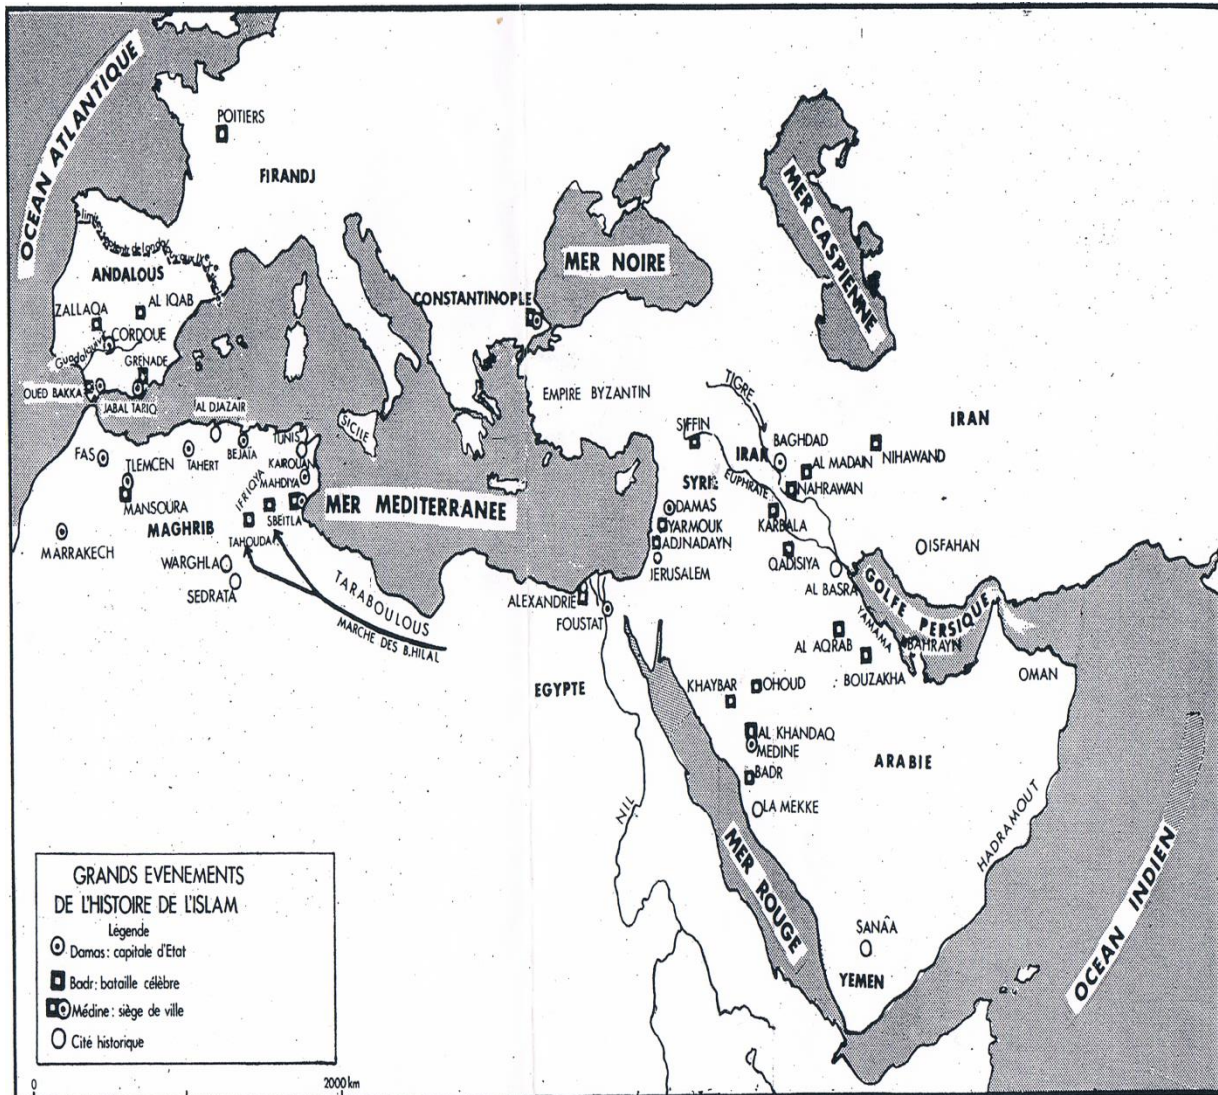 OCEAN ATLANTIQUE
POITIERS
FIRANDJ
MER CASPIENNE
MER NOIRE
ANDALOUS
AL IQAB
ZALLAQA
CORDOUE
Guadalquivir
GRENADE
OUED BAKKA
JABAL TARIQ
CONSTANTINOPLE
EMPIRE BYZANTIN
TIGRE
IRAN
SIFFIN
BAGHDAD
IRAK
AL MADAIN
NIHAWAND
NAHRAWAN
SYRIE
EUPHRATE
DAMAS
KARBALA
YARMOUK
ADJNADAYN
QADISIYA
ISFAHAN
JERUSALEM
AL BASRA
AL DJAZAIR
SICILE
TUNIS
FAS
TLEMCEN
TAHERT
BEJAÏA
KAIROUAN
IFRIQYA
MAHDIYA
MER MEDITERRANEE
MANSOURA
SBEITLA
MAGHRIB
MARRAKECH
TAHOUDA
WARGHLA
SEDRATA
TARABOULOUS
MARCHE DES B.HILAL
ALEXANDRIE
FOUSTAT
GOLFE PERSIQUE
YAMAMA
BAHRAYN
AL AQRAB
BOUZAKHA
OMAN
EGYPTE
KHAYBAR
OHOUD
AL KHANDAQ
MEDINE
ARABIE
BADR
LA MEKKE
NIL
MER ROUGE
HADRAMOUT
SANÂA
YEMEN
OCEAN INDIEN
GRANDS EVENEMENTS
DE L'HISTOIRE DE L'ISLAM
Légende
Damas: capitale d'Etat
Badr: bataille célèbre
Médine: siège de ville
Cité historique
0
2000 km